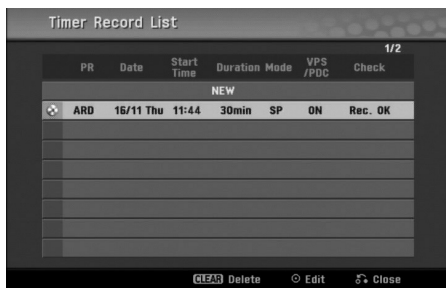 Timer Record List
1/2
PR Date Start Time Duration Mode VPS /PDC Check
NEW
ARD 16/11 Thu 11:44 30min SP ON Rec. OK
CLEAR Delete Edit Close